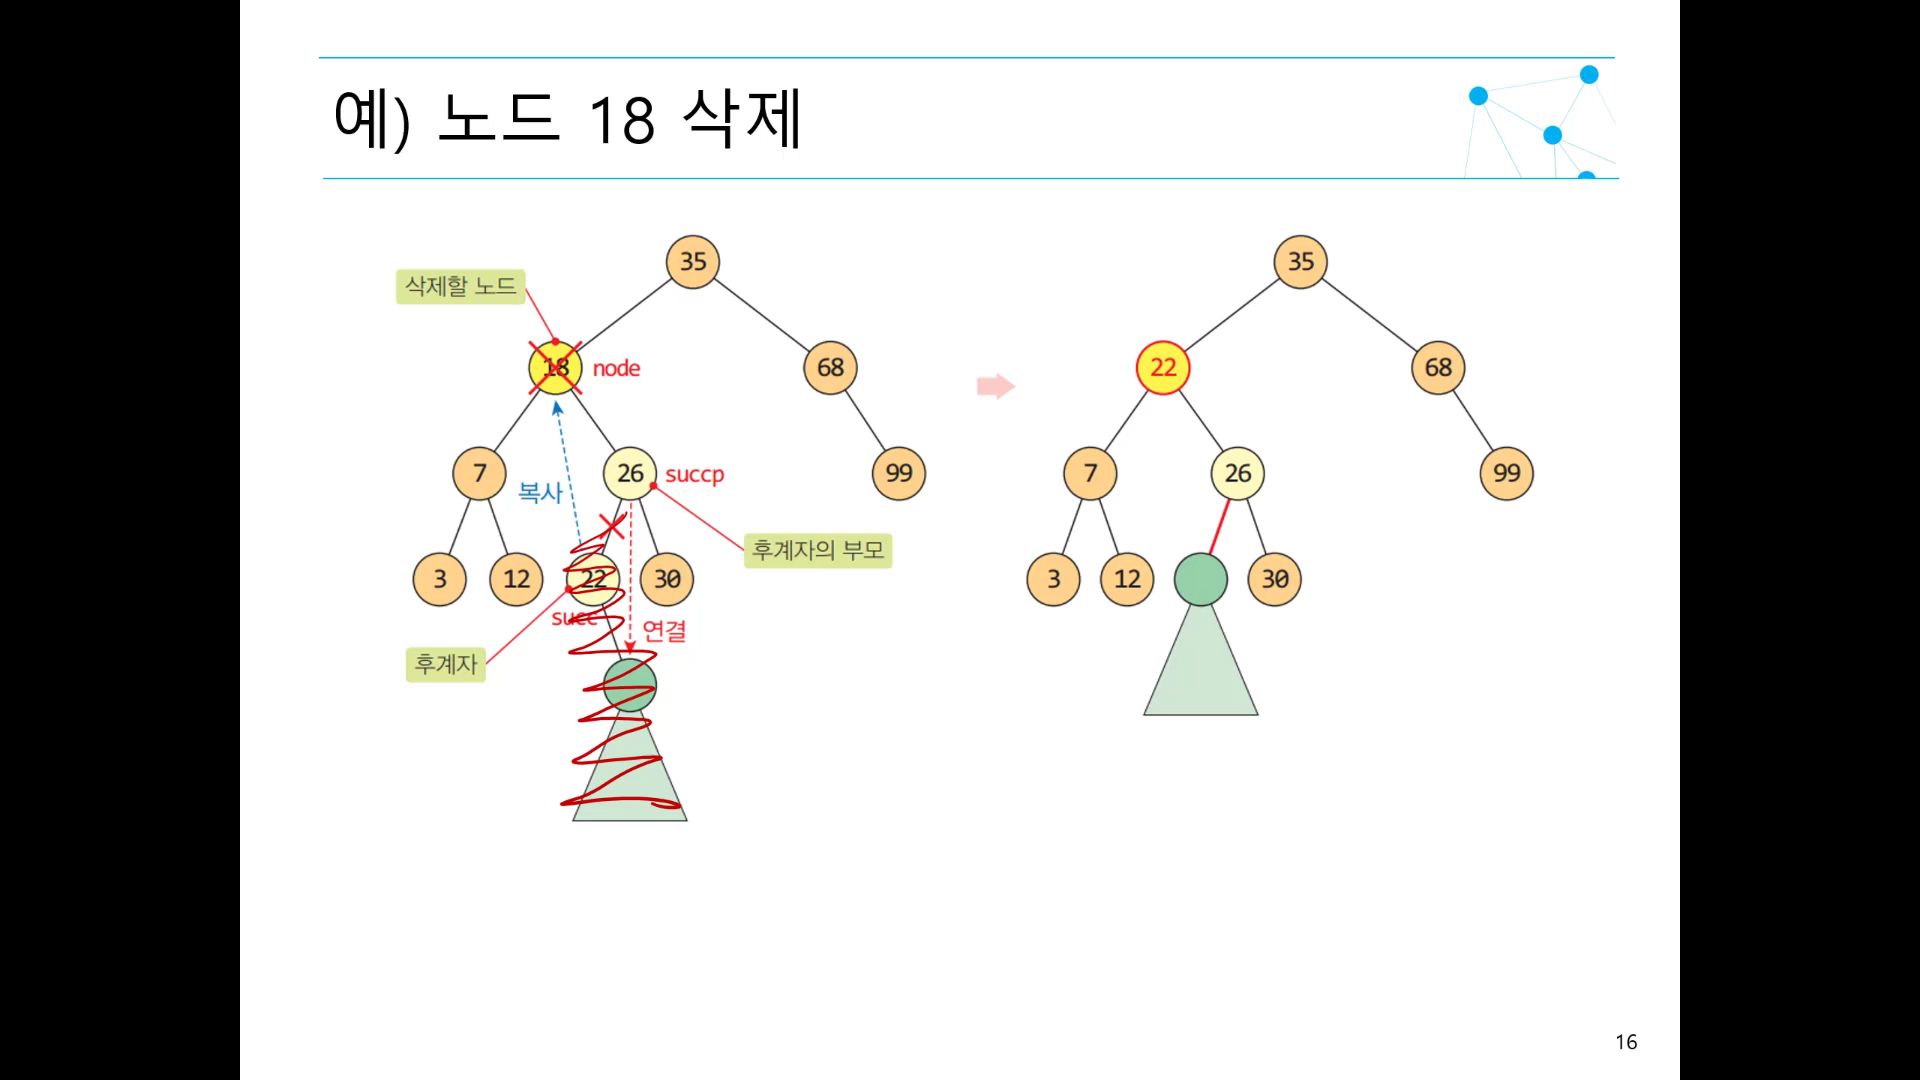 예) 노드 18 삭제
35
삭제할 노드
18 node
68
7
26 succp
99
복사
후계자의 부모
3 12 22 30
succ
연결
후계자
35
22
68
7
26
99
3 12 30
16